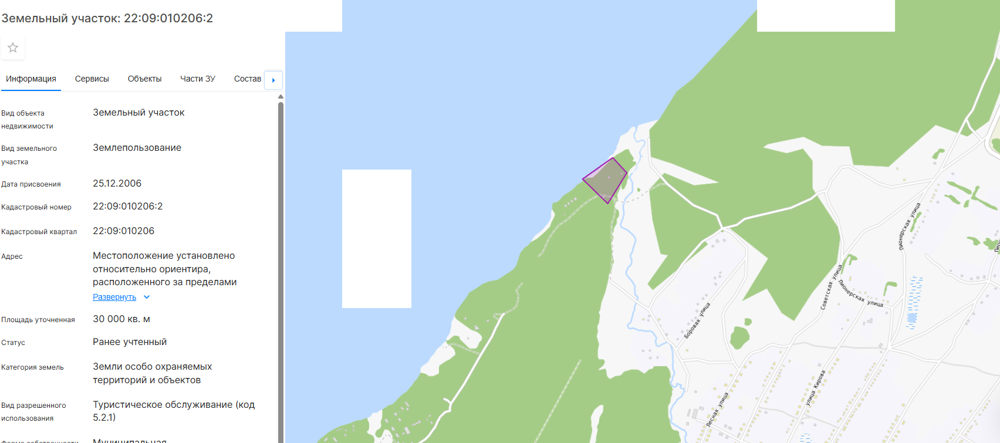 Земельный участок: 22:09:010206:2
Информация
Сервисы
Объекты
Части ЗУ
Состав
Вид объекта недвижимости
Земельный участок
Вид земельного участка
Землепользование
Дата присвоения
25.12.2006
Кадастровый номер
22:09:010206:2
Кадастровый квартал
22:09:010206
Адрес
Местоположение установлено
относительно ориентира,
расположенного за пределами
Развернуть
Площадь уточненная
30 000 кв. м
Статус
Ранее учтенный
Категория земель
Земли особо охраняемых
территорий и объектов
Вид разрешенного использования
Туристическое обслуживание (код
5.2.1)
Форма собственности
Муниципальная
Пионерская улица
Советская улица
Пионерская улица
Боровая улица
улица Кирова
Лесная улица